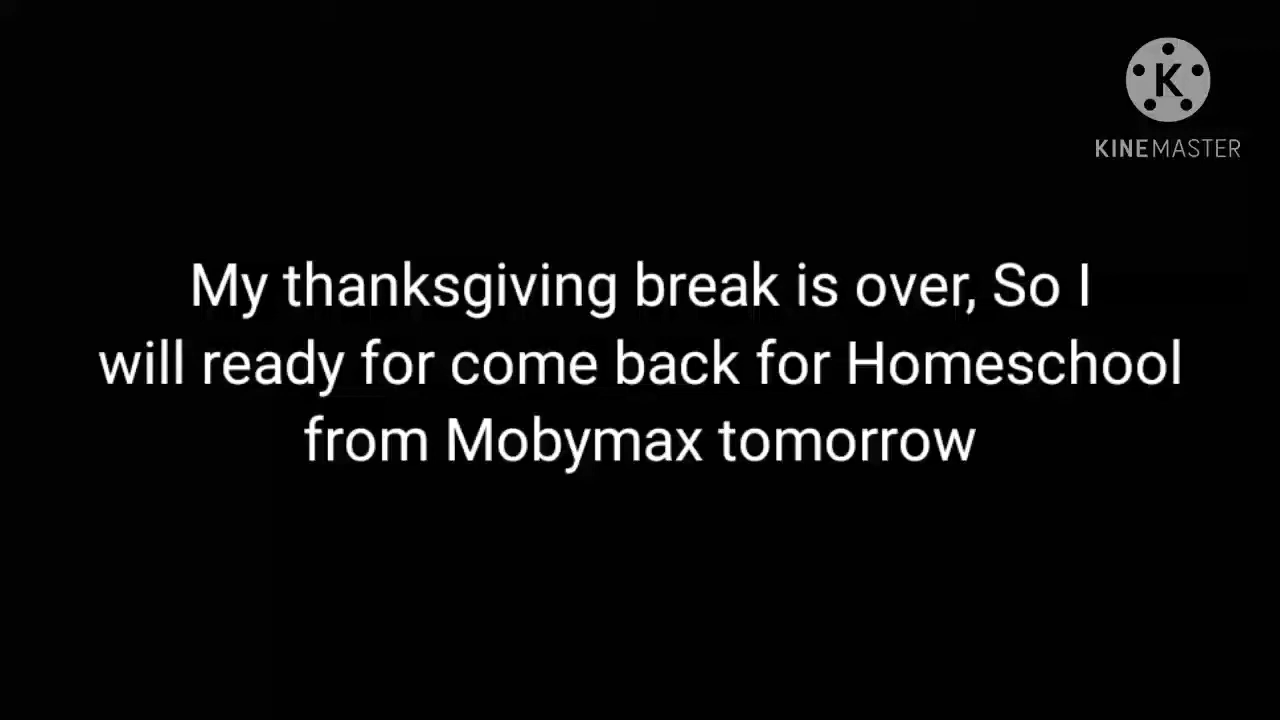 K
KINEMASTER
My thanksgiving break is over, So I
will ready for come back for Homeschool
from Mobymax tomorrow